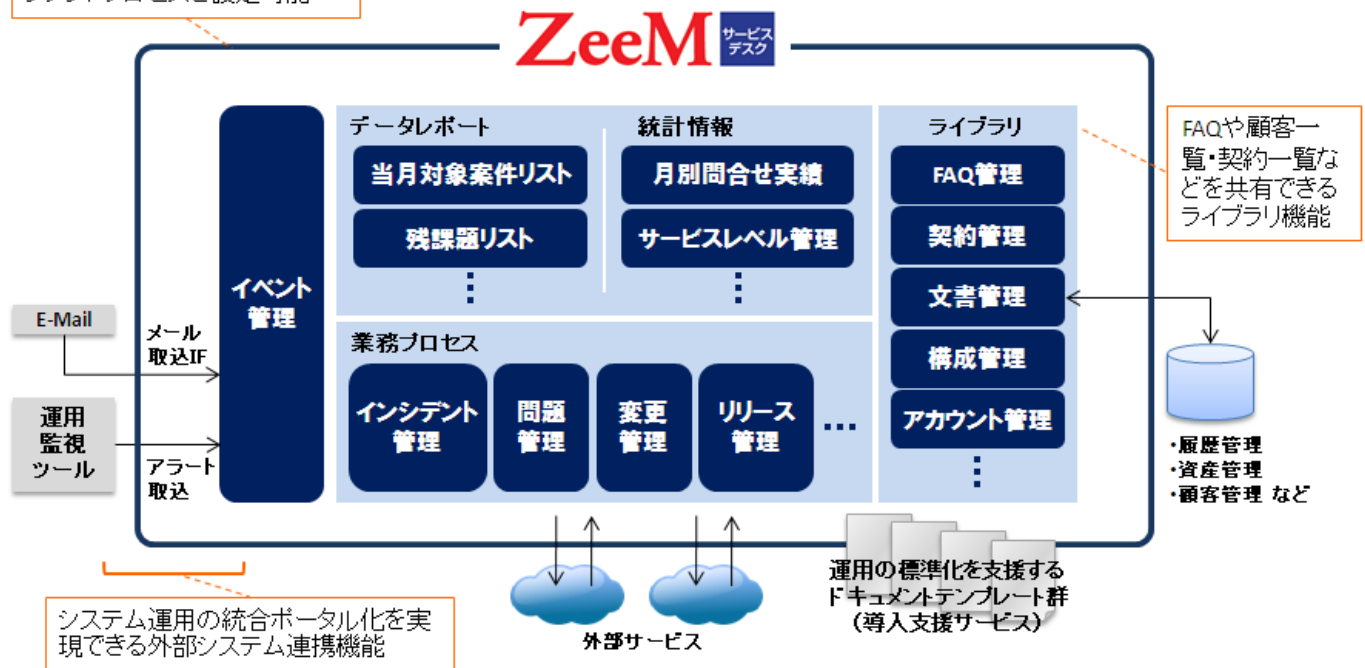 ZeeM サービス
デスク
データレポート
当月対象案件リスト
残課題リスト
統計情報
月別問合せ実績
サービスレベル管理
ライブラリ
FAQ管理
契約管理
文書管理
構成管理
アカウント管理
FAQや顧客一
覧・契約一覧な
どを共有できる
ライブラリ機能
イベント
管理
E-Mail
メール
取込IF
運用
監視
ツール
アラート
取込
業務プロセス
インシデント
管理
問題
管理
変更
管理
リリース
管理
・履歴管理
・資産管理
・顧客管理 など
外部サービス
運用の標準化を支援する
ドキュメントテンプレート群
（導入支援サービス）
システム運用の統合ポータル化を実
現できる外部システム連携機能